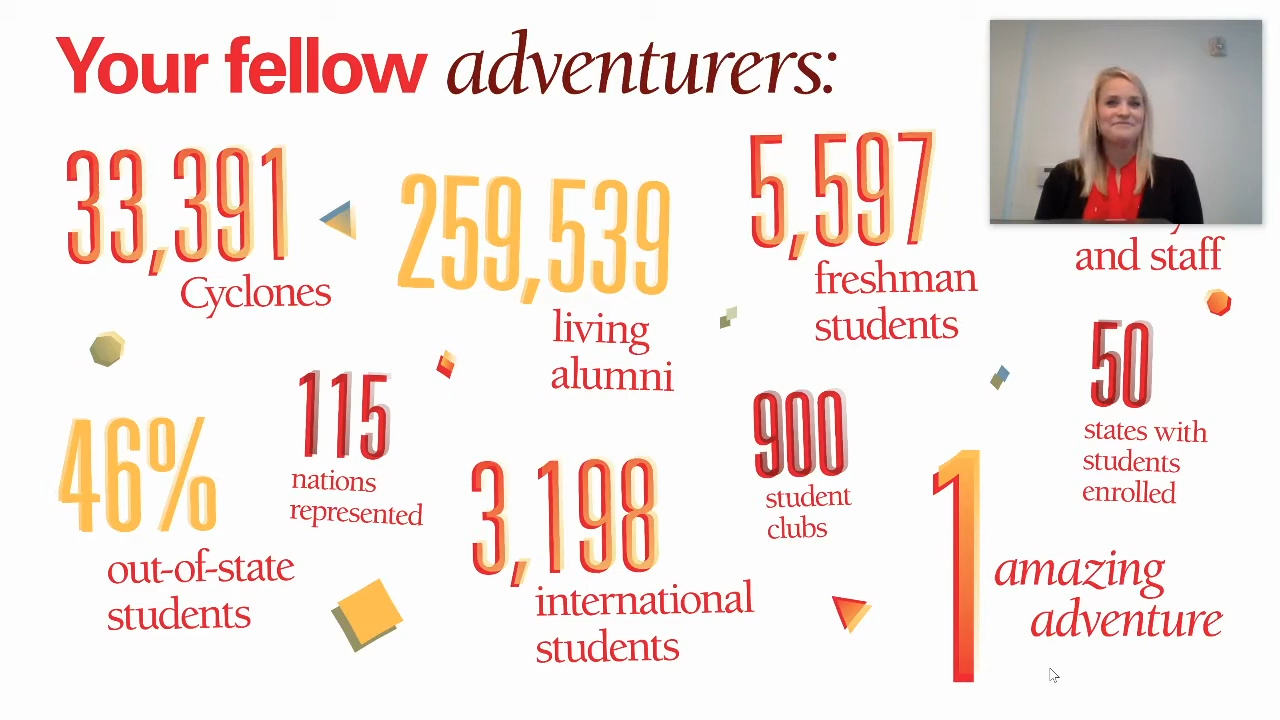 Your fellow adventurers:
33,391
Cyclones
259,539
living
alumni
5,597
freshman
students
and staff
46%
out-of-state
students
115
nations
represented
3,198
international
students
900
student
clubs
50
states with
students
enrolled
1 amazing
adventure